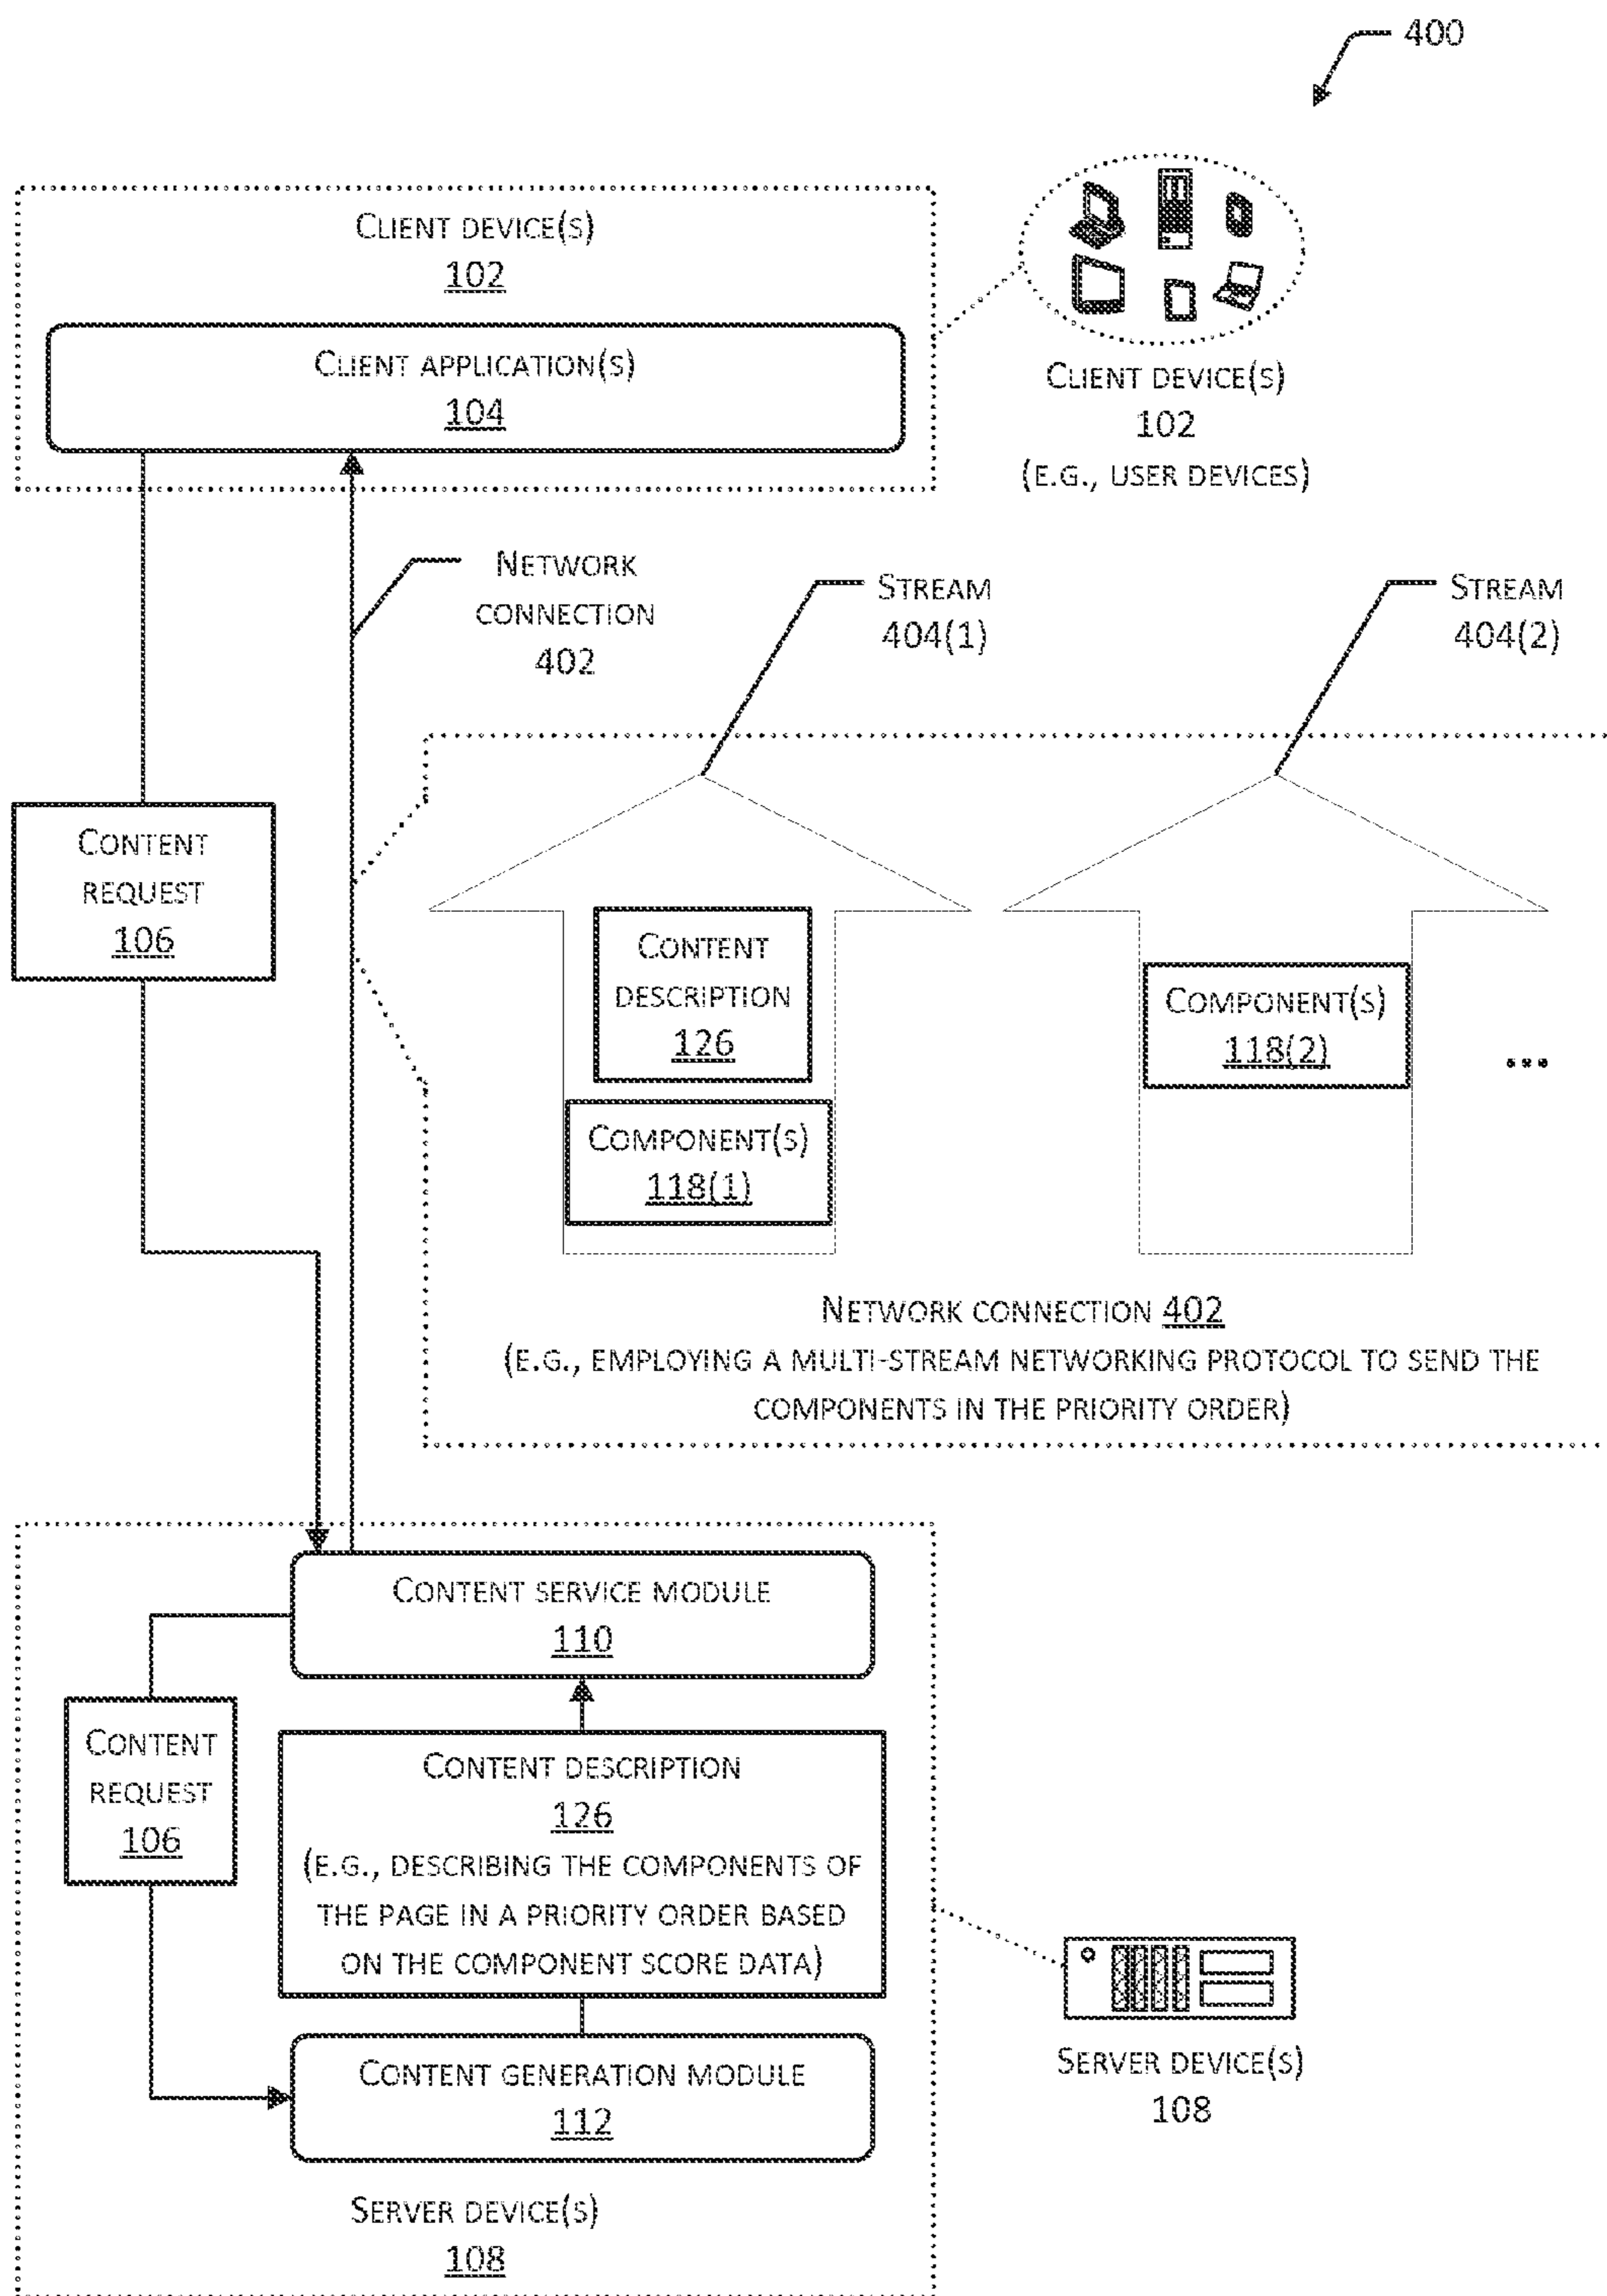 400
CLIENT DEVICE(S)
102
CLIENT APPLICATION(S)
104
CLIENT DEVICE(S)
102
(E.G., USER DEVICES)
NETWORK
CONNECTION
402
STREAM
404(1)
STREAM
404(2)
CONTENT
REQUEST
106
CONTENT
DESCRIPTION
126
COMPONENT(S)
118(1)
COMPONENT(S)
118(2)
...
NETWORK CONNECTION 402
(E.G., EMPLOYING A MULTI-STREAM NETWORKING PROTOCOL TO SEND THE
COMPONENTS IN THE PRIORITY ORDER)
CONTENT SERVICE MODULE
110
CONTENT
REQUEST
106
CONTENT DESCRIPTION
126
(E.G., DESCRIBING THE COMPONENTS OF
THE PAGE IN A PRIORITY ORDER BASED
ON THE COMPONENT SCORE DATA)
CONTENT GENERATION MODULE
112
SERVER DEVICE(S)
108
SERVER DEVICE(S)
108